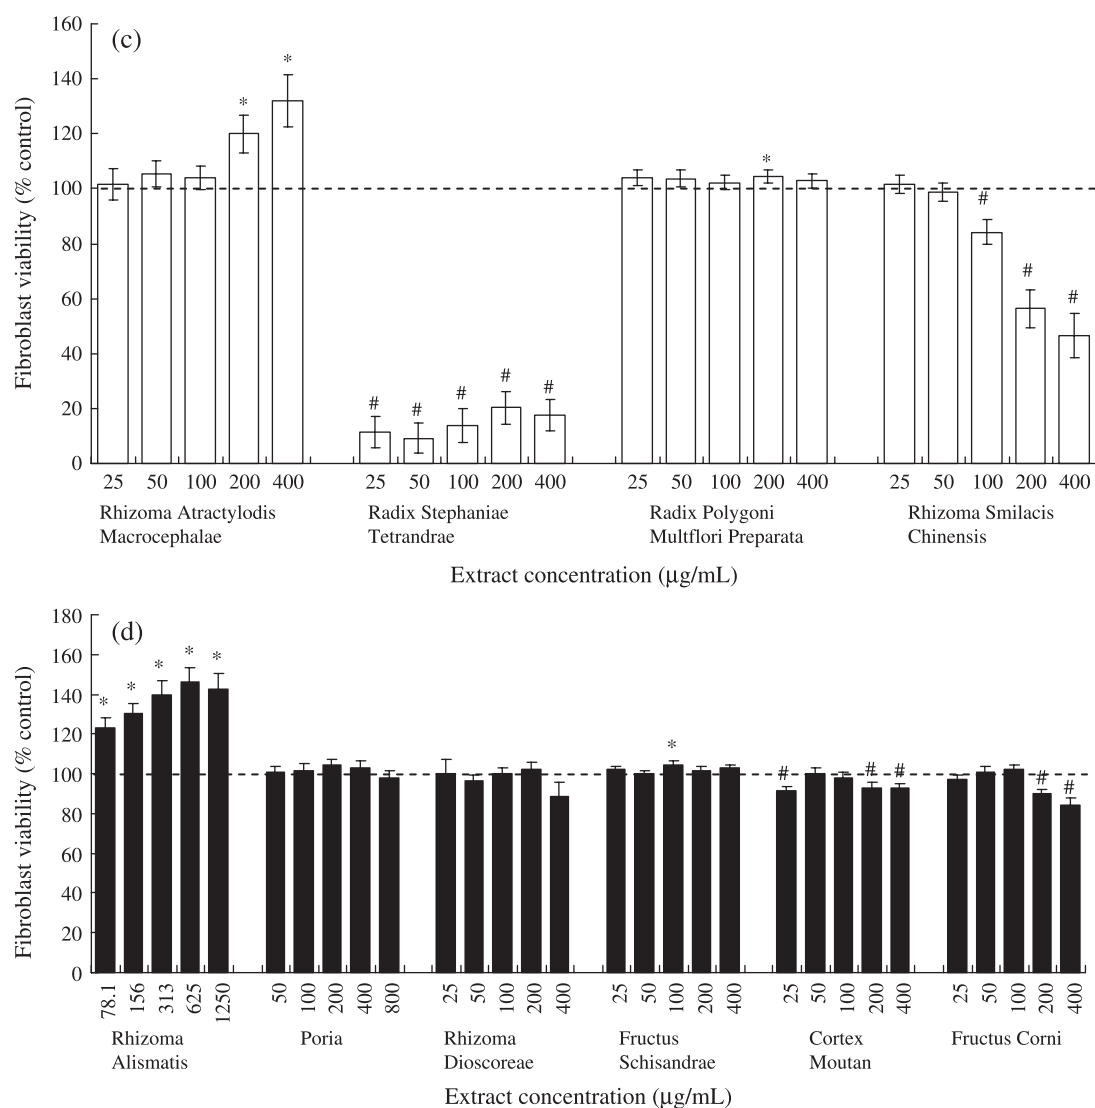 160
(c)
140
120
100
80
60
40
20
0
Fibroblast viability (% control)
* *
*
# # # # #
# # #
25 50 100 200 400 25 50 100 200 400 25 50 100 200 400 25 50 100 200 400
Rhizoma Atractylodis Radix Stephaniae Radix Polygoni Rhizoma Smilacis
Macrocephalae Tetrandrae Multflori Preparata Chinensis
Extract concentration (μg/mL)
180
(d)
160
140
120
100
80
60
40
20
0
Fibroblast viability (% control)
* * * * *
*
# # #
# #
78.1 156 313 625 1250 50 100 200 400 800 25 50 100 200 400 25 50 100 200 400 25 50 100 200 400 25 50 100 200 400
Rhizoma Poria Rhizoma Fructus Cortex Fructus Corni
Alismatis Dioscoreae Schisandrae Moutan
Extract concentration (μg/mL)